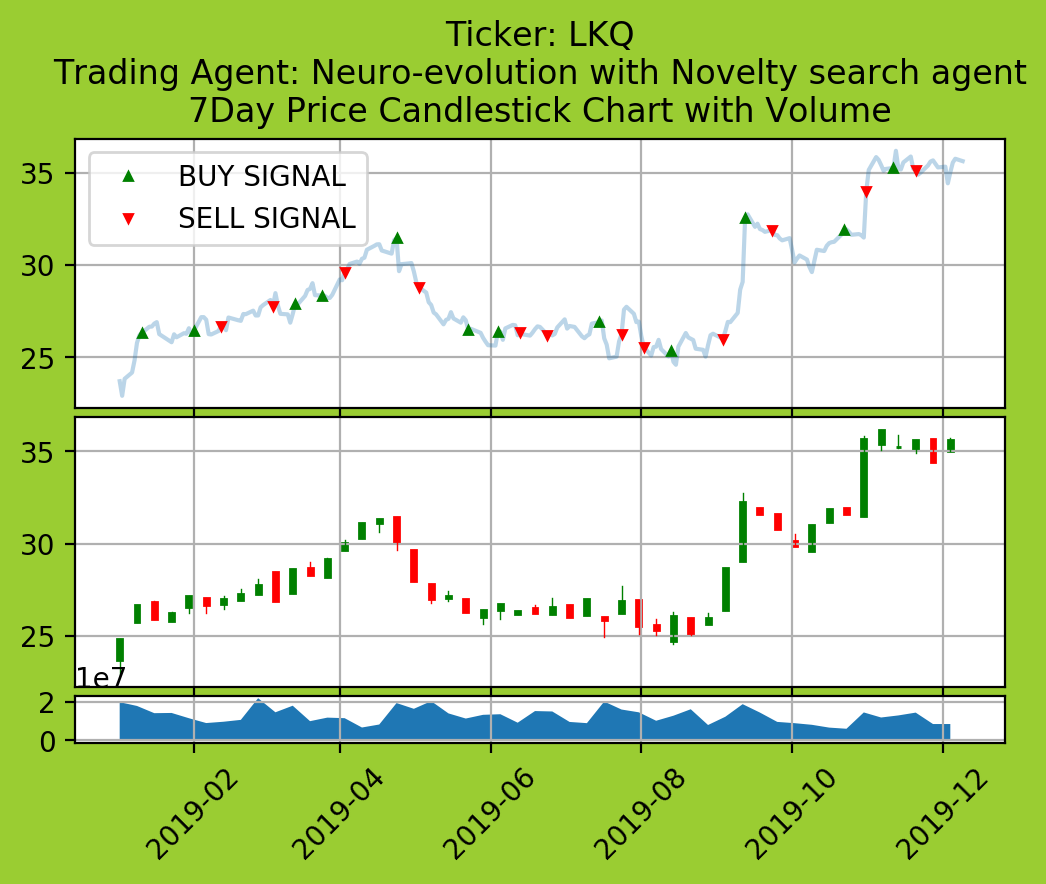 Ticker: LKQ
Trading Agent: Neuro-evolution with Novelty search agent
7Day Price Candlestick Chart with Volume
BUY SIGNAL
SELL SIGNAL
35
30
25
35
30
25
1e7
2
0
2019-02
2019-04
2019-06
2019-08
2019-10
2019-12